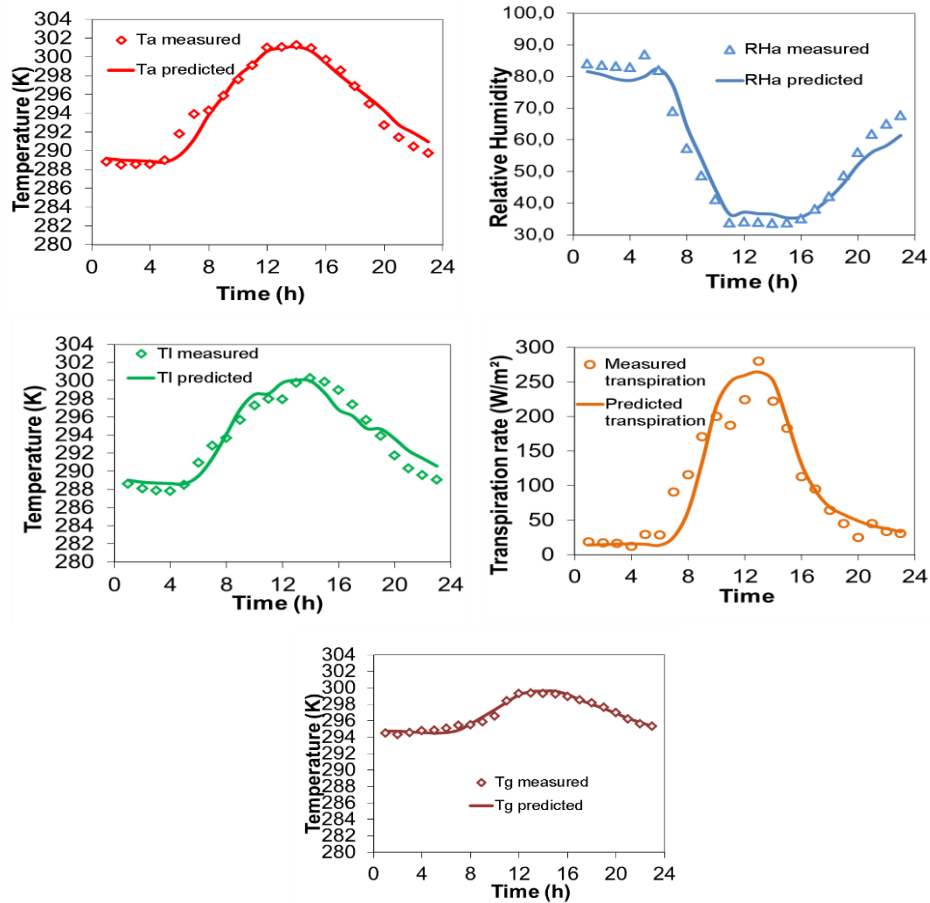 304
302
300
298
296
294
292
290
288
286
284
282
280
Temperature (K)
Ta measured
Ta predicted
0 4 8 12 16 20 24
Time (h)
100,0
90,0
80,0
70,0
60,0
50,0
40,0
30,0
Relative Humidity
RHa measured
RHa predicted
0 4 8 12 16 20 24
Time (h)
304
302
300
298
296
294
292
290
288
286
284
282
280
Temperature (K)
Tl measured
Tl predicted
0 4 8 12 16 20 24
Time (h)
300
250
200
150
100
50
0
Transpiration rate (W/m²)
Measured
transpiration
Predicted
transpiration
0 4 8 12 16 20 24
Time
304
302
300
298
296
294
292
290
288
286
284
282
280
Temperature (K)
Tg measured
Tg predicted
0 4 8 12 16 20 24
Time (h)